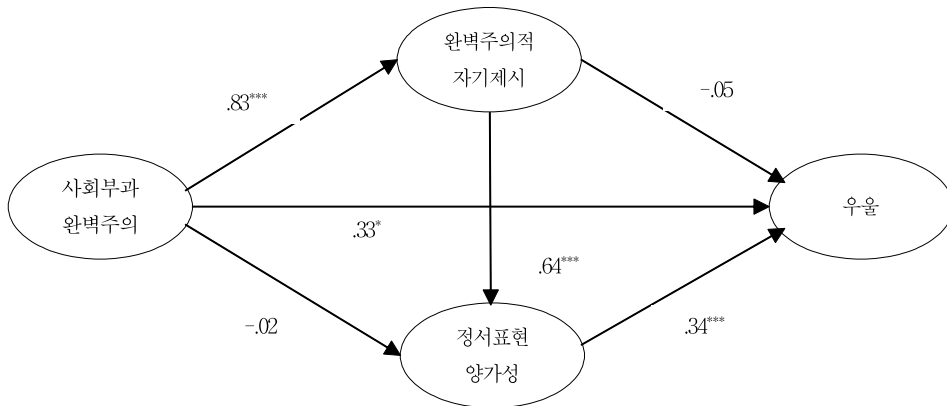 완벽주의적
자기제시
.83***
-.05
사회부과
완벽주의
우울
.33*
.64***
-.02
.34***
정서표현
양가성